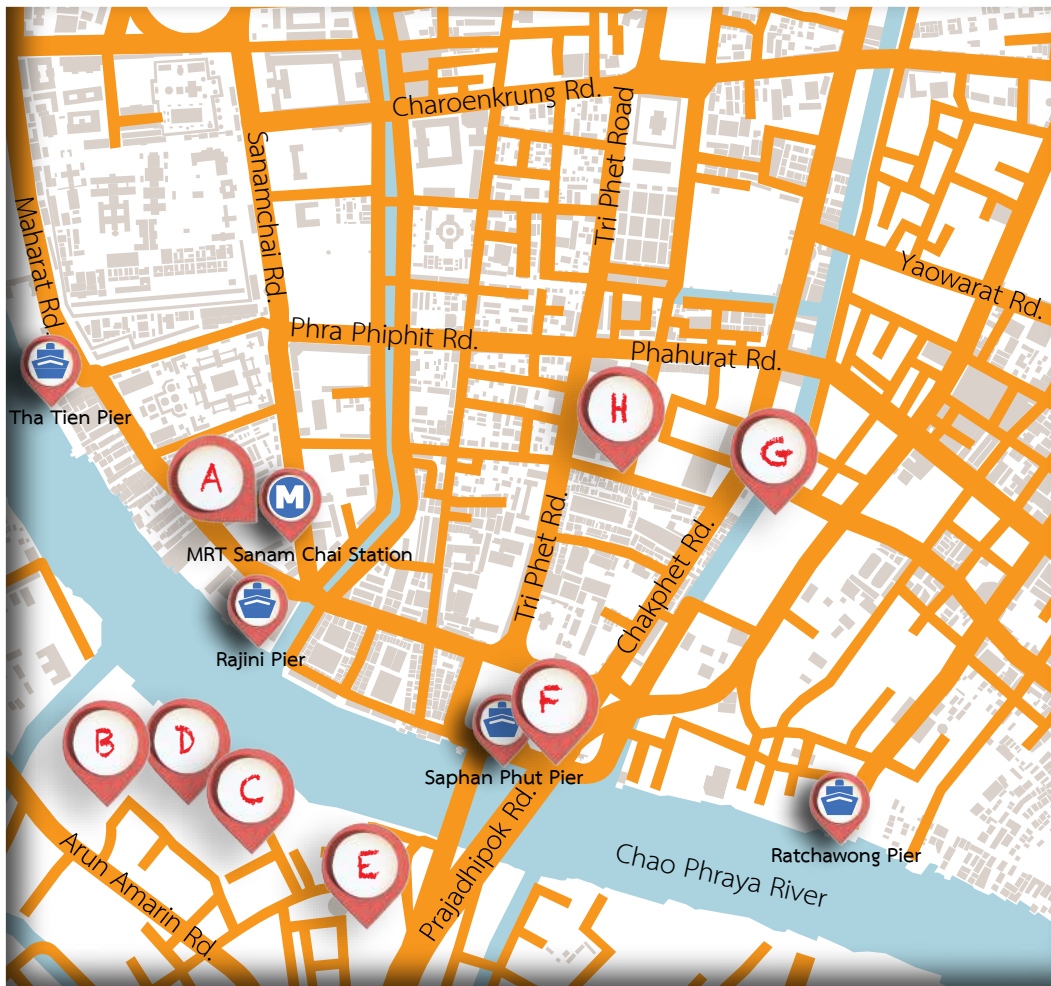 Charoenkrung Rd.
Tri Phet Road
Sanamchai Rd.
Maharat Rd.
Yaowarat Rd.
Phra Phiphit Rd.
Phahurat Rd.
Tha Tien Pier
H
G
A
M
MRT Sanam Chai Station
Tri Phet Rd.
Chakphet Rd.
Rajini Pier
B
D
C
F
Saphan Phut Pier
E
Arun Amarin Rd.
Prajadhipok Rd.
Ratchawong Pier
Chao Phraya River